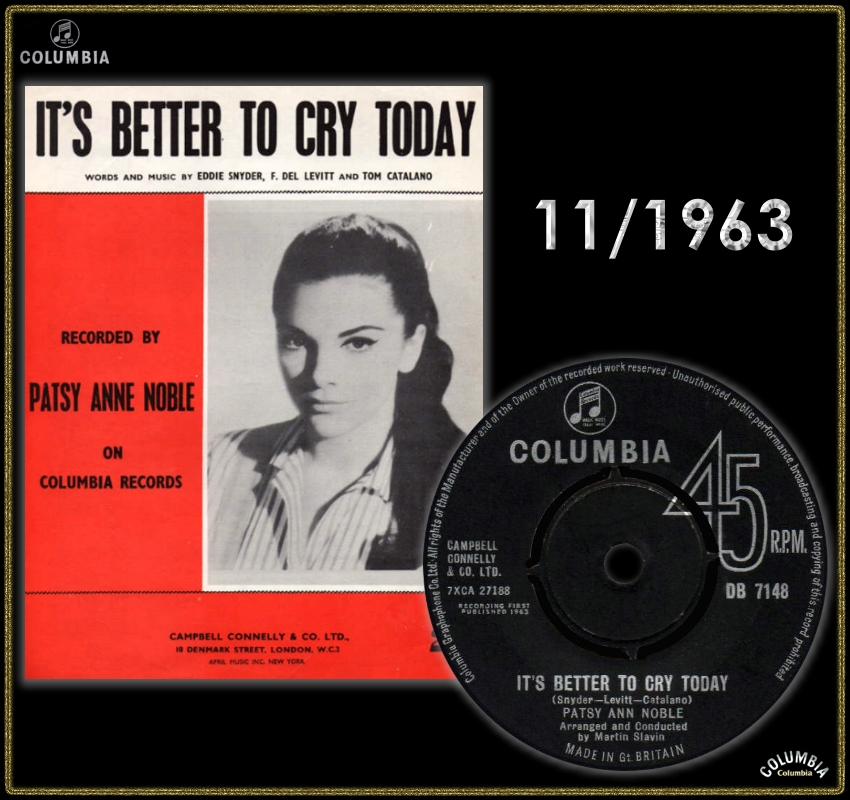 COLUMBIA
IT'S BETTER TO CRY TODAY
WORDS AND MUSIC BY EDDIE SNYDER, F. DEL LEVITT AND TOM CATALANO
11/1963
RECORDED BY
PATSY ANNE NOBLE
ON
COLUMBIA RECORDS
CAMPBELL CONNELLY & CO. LTD.,
10 DENMARK STREET, LONDON, W.C.2
APRIL MUSIC INC. NEW YORK
Columbia Graphophone Co. Ltd. All rights of the Manufacturer and of the Owner of the recorded work reserved - Unauthorised public performance, broadcasting and copying of this record prohibited
COLUMBIA
45
R.P.M.
CAMPBELL
CONNELLY
& CO. LTD.
7XCA 27188
RECORDING FIRST
PUBLISHED 1963
DB 7148
IT'S BETTER TO CRY TODAY
(Snyder—Levitt—Catalano)
PATSY ANN NOBLE
Arranged and Conducted
by Martin Slavin
MADE IN Gt. BRITAIN
COLUMBIA
Columbia